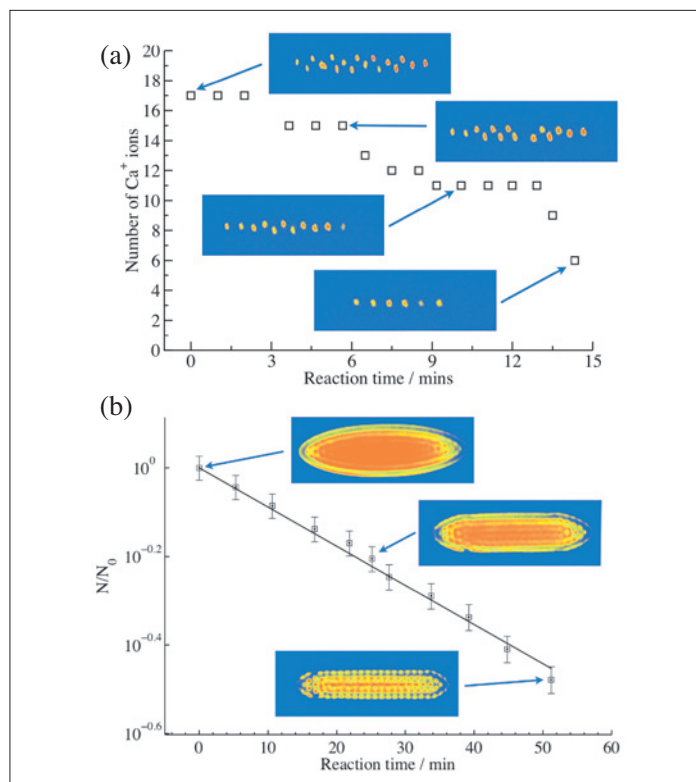 (a)
20
18
16
14
12
10
8
6
4
2
0
Number of Ca⁺ ions
0 3 6 9 12 15
Reaction time / mins
(b)
10⁰
10⁻⁰·²
10⁻⁰·⁴
10⁻⁰·⁶
N/N₀
0 10 20 30 40 50 60
Reaction time / min